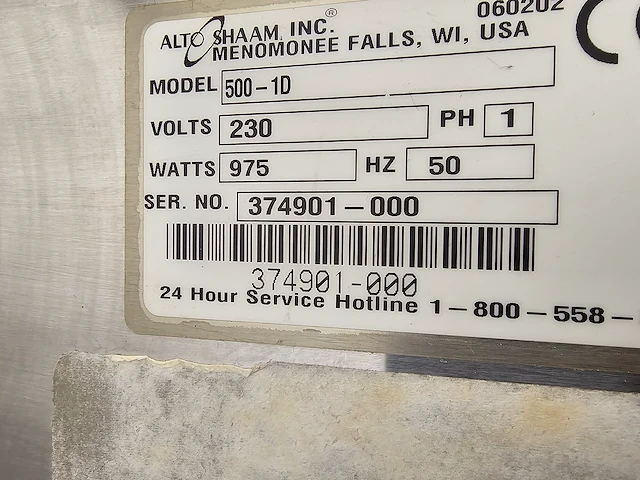 060202
ALTO SHAAM, INC.®
MENOMONEE FALLS, WI, USA
MODEL 500-1D
VOLTS 230 PH 1
WATTS 975 HZ 50
SER. NO. 374901-000
374901-000
24 Hour Service Hotline 1-800-558-